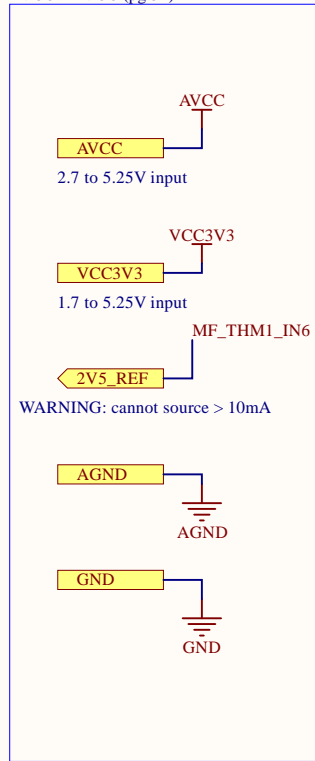 AVCC
AVCC
2.7 to 5.25V input
VCC3V3
VCC3V3
1.7 to 5.25V input
MF_THM1_IN6
2V5_REF
WARNING: cannot source > 10mA
AGND
AGND
GND
GND